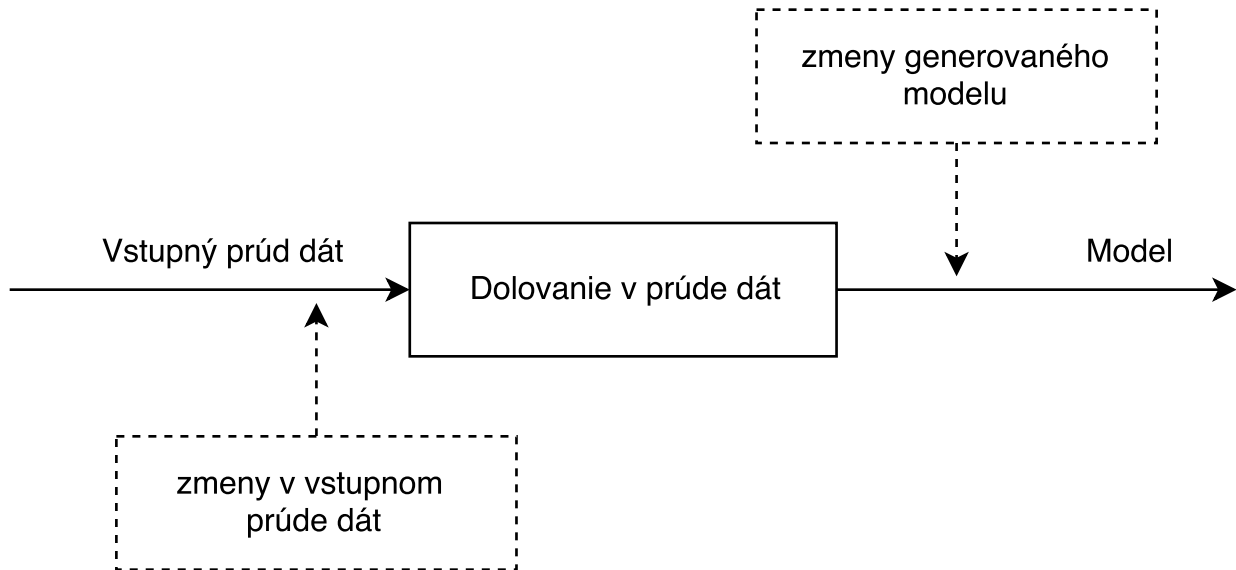 zmeny generovaného
modelu
Vstupný prúd dát
Dolovanie v prúde dát
Model
zmeny v vstupnom
prúde dát